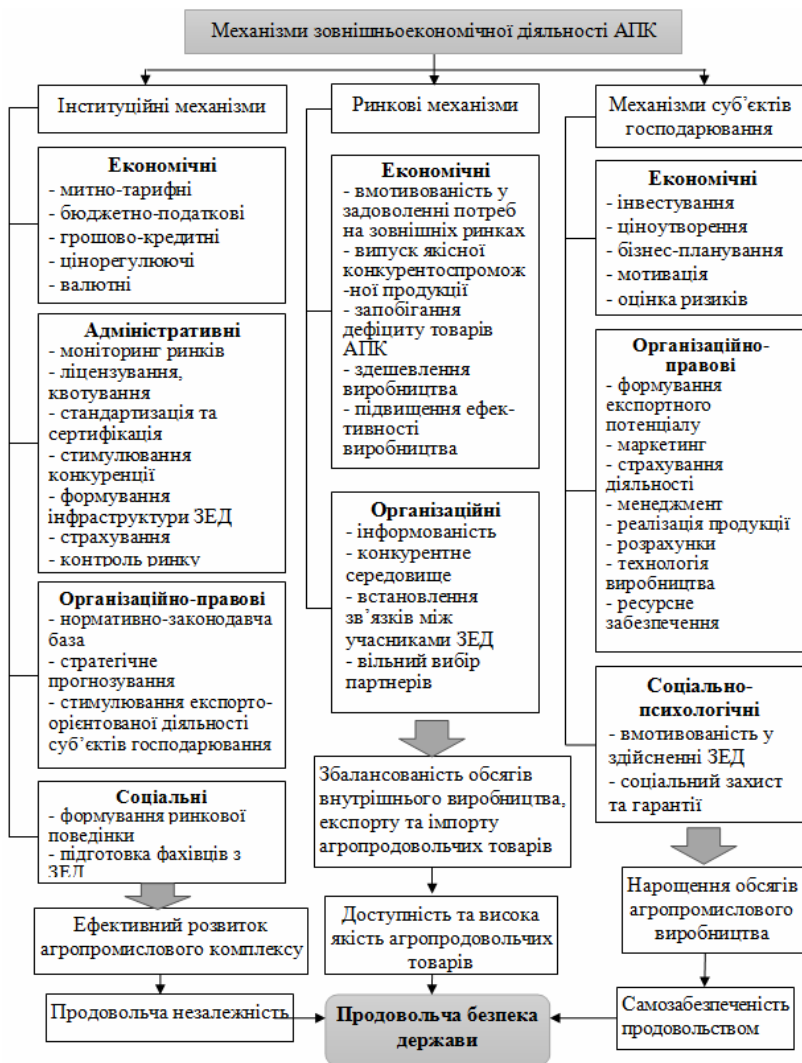 Механізми зовнішньоекономічної діяльності АПК
Інституційні механізми
Економічні
- митно-тарифні
- бюджетно-податкові
- грошово-кредитні
- цінорегулюючі
- валютні
Адміністративні
- моніторинг ринків
- ліцензування,
квотування
- стандартизація та
сертифікація
- стимулювання
конкуренції
- формування
інфраструктури ЗЕД
- страхування
- контроль ринку
Організаційно-правові
- нормативно-законодавча
база
- стратегічне
прогнозування
- стимулювання експорто-
орієнтованої діяльності
суб’єктів господарювання
Соціальні
- формування ринкової
поведінки
- підготовка фахівців з
ЗЕД
Ефективний розвиток
агропромислового комплексу
Продовольча незалежність
Ринкові механізми
Економічні
- вмотивованість у
задоволенні потреб
на зовнішніх ринках
- випуск якісної
конкурентоспромож
-ної продукції
- запобігання
дефіциту товарів
АПК
- здешевлення
виробництва
- підвищення ефек-
тивності
виробництва
Організаційні
- інформованість
- конкурентне
середовище
- встановлення
зв’язків між
учасниками ЗЕД
- вільний вибір
партнерів
Збалансованість обсягів
внутрішнього виробництва,
експорту та імпорту
агропродовольчих товарів
Доступність та висока
якість агропродовольчих
товарів
Продовольча безпека
держави
Механізми суб’єктів
господарювання
Економічні
- інвестування
- ціноутворення
- бізнес-планування
- мотивація
- оцінка ризиків
Організаційно-
правові
- формування
експортного
потенціалу
- маркетинг
- страхування
діяльності
- менеджмент
- реалізація продукції
- розрахунки
- технологія
виробництва
- ресурсне
забезпечення
Соціально-
психологічні
- вмотивованість у
здійсненні ЗЕД
- соціальний захист
та гарантії
Нарощення обсягів
агропромислового
виробництва
Самозабезпеченість
продовольством